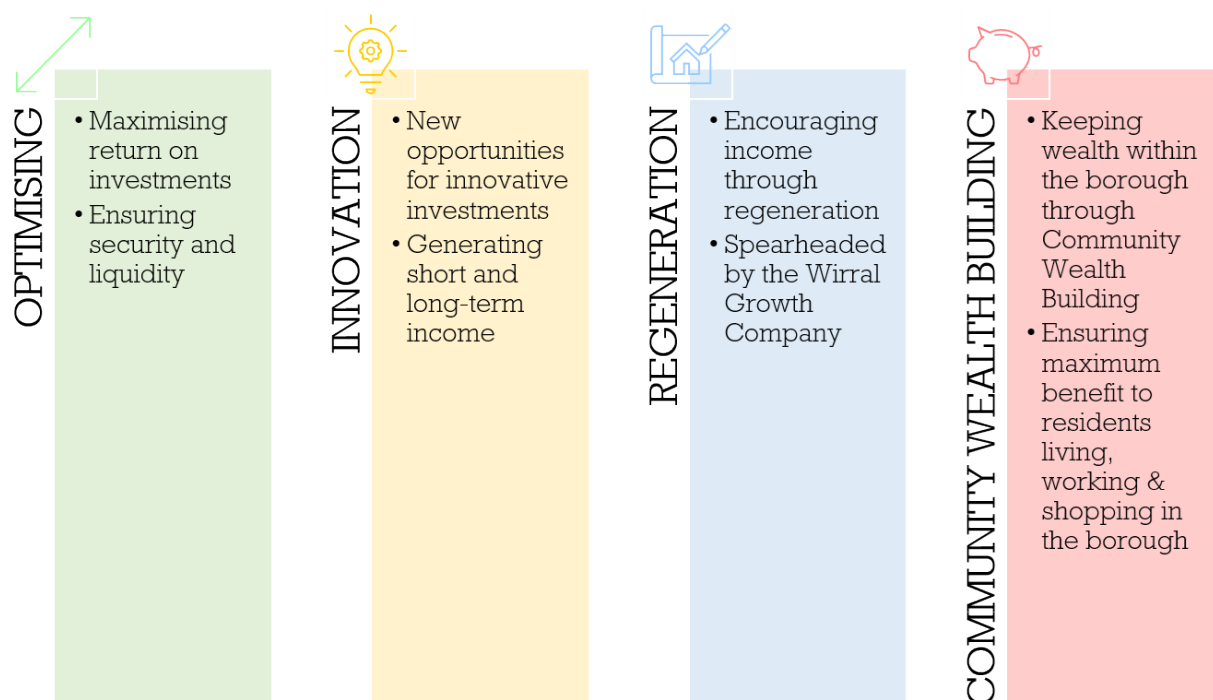 OPTIMISING
• Maximising
return on
investments
• Ensuring
security and
liquidity
INNOVATION
• New
opportunities
for innovative
investments
• Generating
short and
long-term
income
REGENERATION
• Encouraging
income
through
regeneration
• Spearheaded
by the Wirral
Growth
Company
COMMUNITY WEALTH BUILDING
• Keeping
wealth within
the borough
through
Community
Wealth
Building
• Ensuring
maximum
benefit to
residents
living,
working &
shopping in
the borough